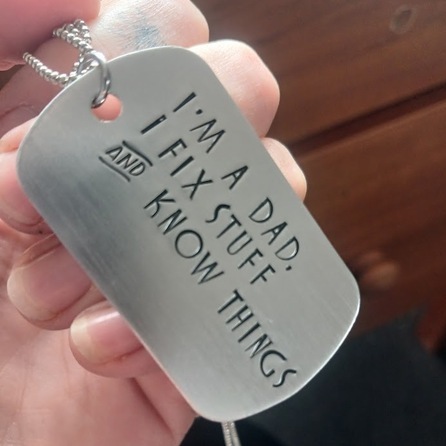 I'M A DAD.
I FIX STUFF
AND KNOW THINGS